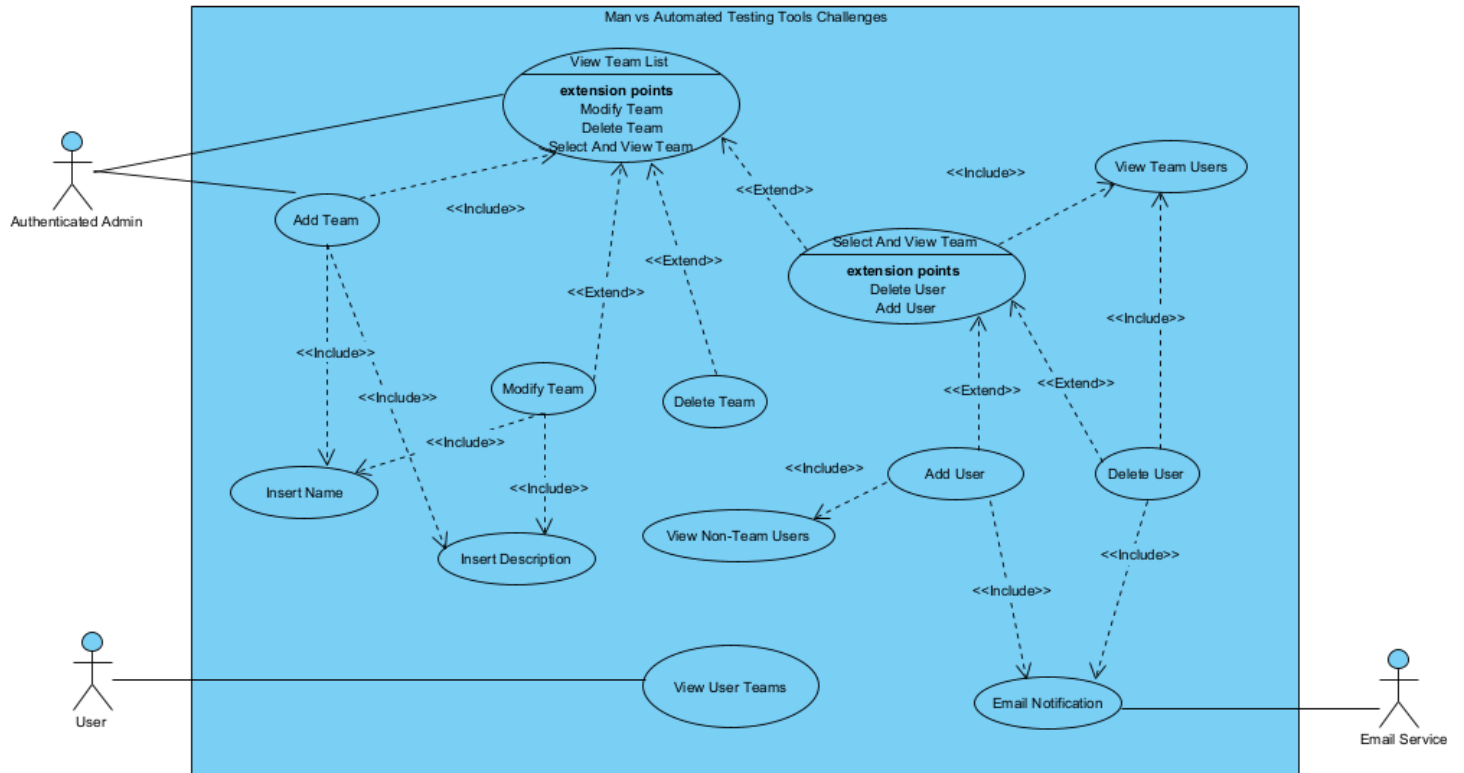 Man vs Automated Testing Tools Challenges
View Team List
extension points
Modify Team
Delete Team
Select And View Team
Authenticated Admin
Add Team
<<Include>>
<<Extend>>
<<Include>>
View Team Users
Select And View Team
extension points
Delete User
Add User
<<Extend>>
<<Extend>>
<<Include>>
<<Include>>
<<Include>>
Modify Team
Delete Team
<<Extend>>
<<Extend>>
<<Include>>
Insert Name
<<Include>>
<<Include>>
Add User
Delete User
View Non-Team Users
Insert Description
<<Include>>
<<Include>>
User
View User Teams
Email Notification
Email Service